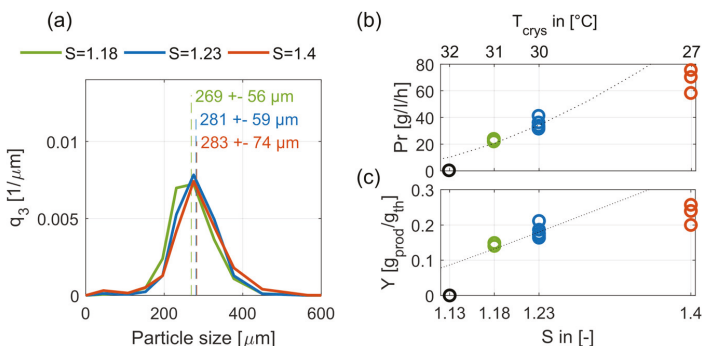 (a)
S=1.18 S=1.23 S=1.4
269 +- 56 µm
281 +- 59 µm
283 +- 74 µm
0.01
0.005
0
q3 [1/µm]
0 200 400 600
Particle size [µm]
(b)
Tcrys in [°C]
32 31 30 27
80
60
40
20
0
Pr [g/l/h]
(c)
0.3
0.2
0.1
0
Y [gprod/gth]
1.13 1.18 1.23 1.4
S in [-]